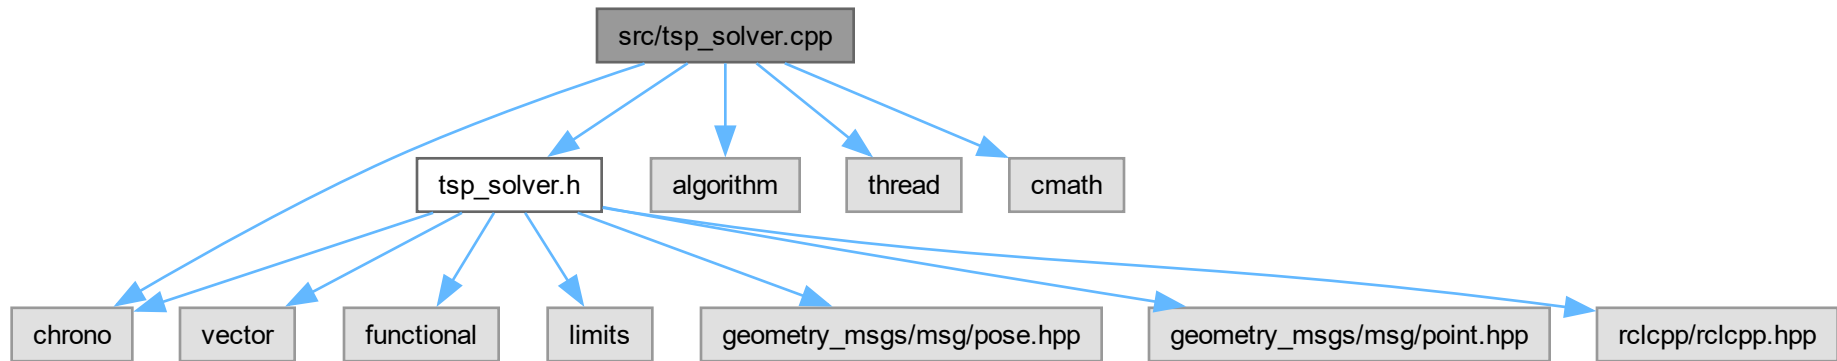 src/tsp_solver.cpp
tsp_solver.h
algorithm
thread
cmath
chrono
vector
functional
limits
geometry_msgs/msg/pose.hpp
geometry_msgs/msg/point.hpp
rclcpp/rclcpp.hpp